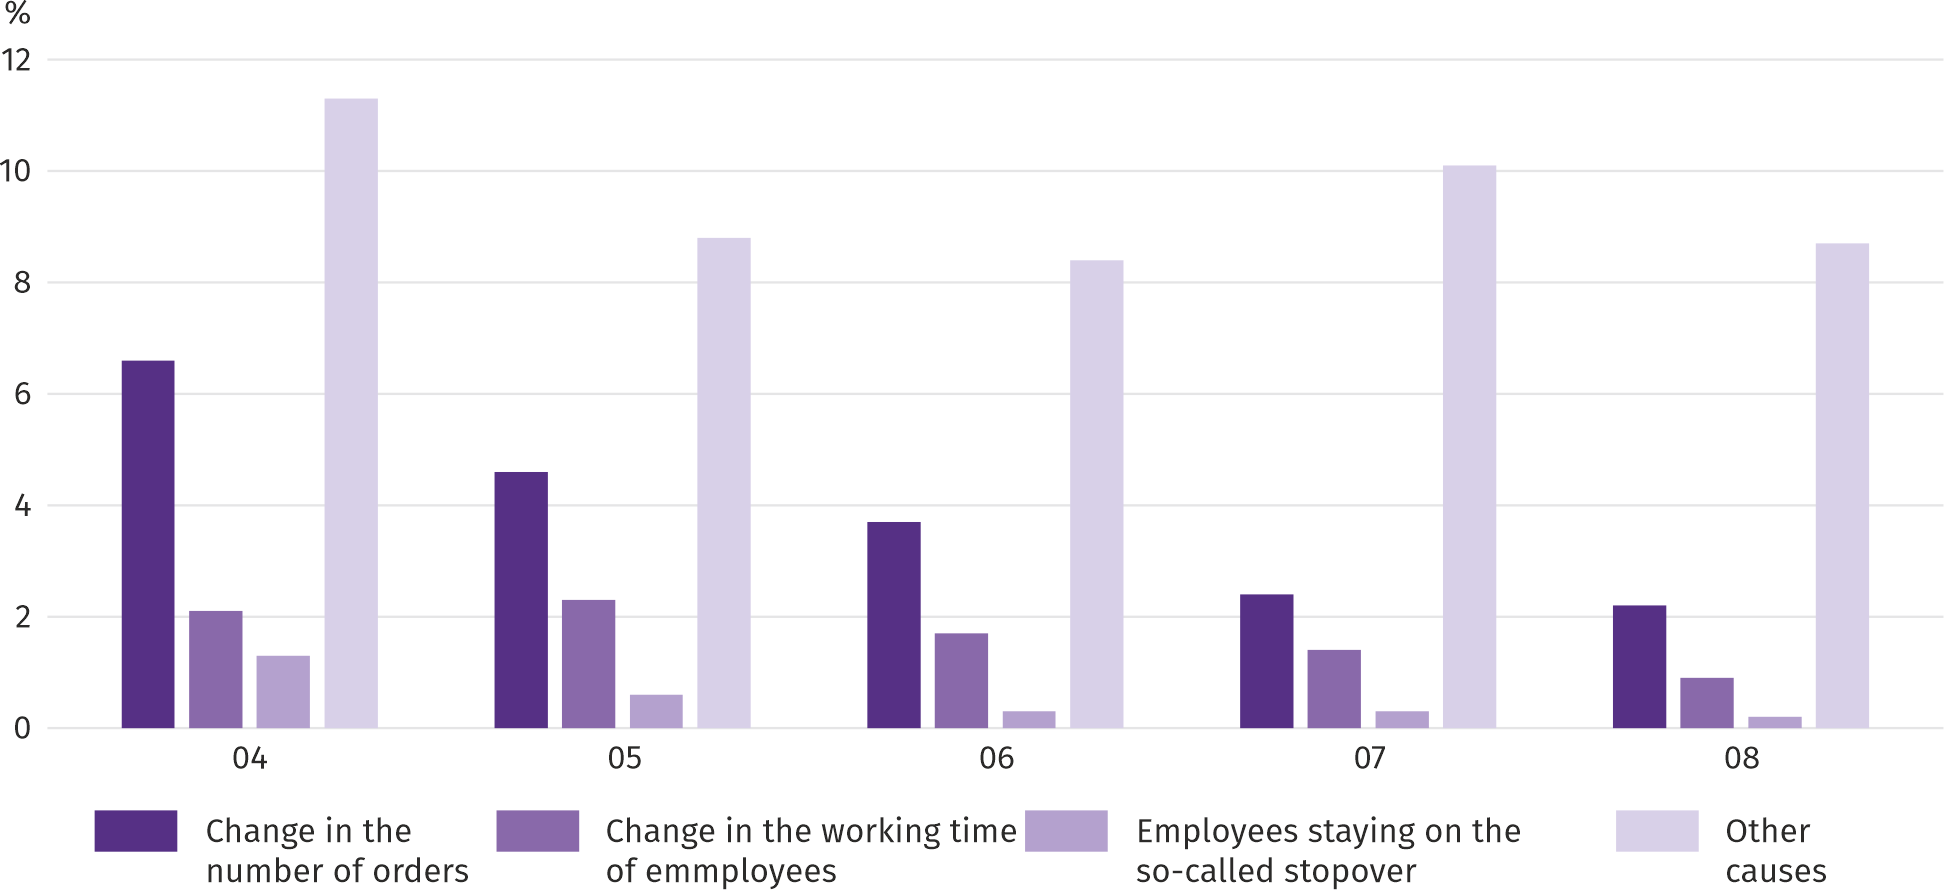 %
12
10
8
6
4
2
0
04 05 06 07 08
Change in the
number of orders
Change in the working time
of emmployees
Employees staying on the
so-called stopover
Other
causes